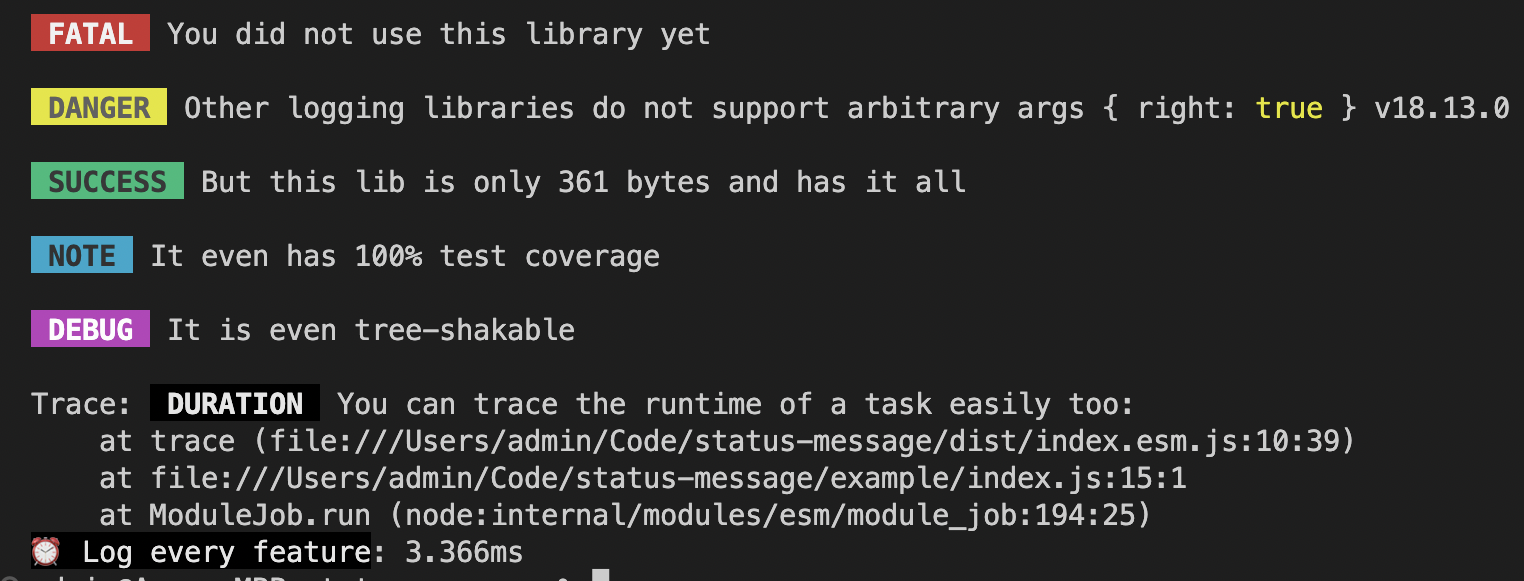 FATAL You did not use this library yet
DANGER Other logging libraries do not support arbitrary args { right: true } v18.13.0
SUCCESS But this lib is only 361 bytes and has it all
NOTE It even has 100% test coverage
DEBUG It is even tree-shakable
Trace: DURATION You can trace the runtime of a task easily too:
at trace (file:///Users/admin/Code/status-message/dist/index.esm.js:10:39)
at file:///Users/admin/Code/status-message/example/index.js:15:1
at ModuleJob.run (node:internal/modules/esm/module_job:194:25)
⏰ Log every feature: 3.366ms